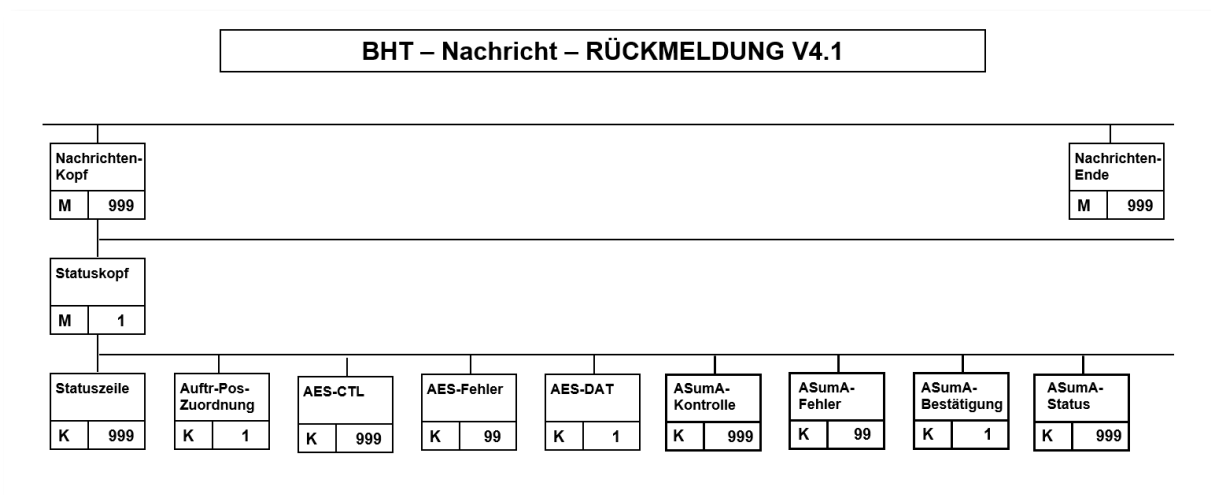 BHT – Nachricht – RÜCKMELDUNG V4.1
Nachrichten-
Kopf
M 999
Nachrichten-
Ende
M 999
Statuskopf
M 1
Statuszeile
K 999
Auftr-Pos-
Zuordnung
K 1
AES-CTL
K 999
AES-Fehler
K 99
AES-DAT
K 1
ASumA-
Kontrolle
K 999
ASumA-
Fehler
K 99
ASumA-
Bestätigung
K 1
ASumA-
Status
K 999